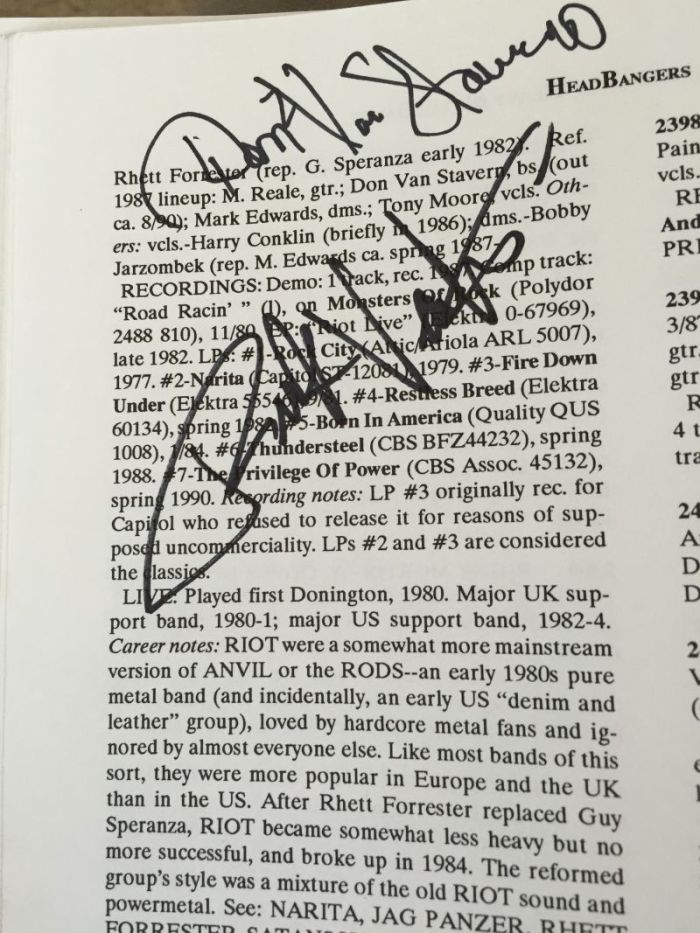 Don Van Stavern
HEADBANGERS
Rhett Forrester (rep. G. Speranza early 1982). Ref.
1987 lineup: M. Reale, gtr.; Don Van Stavern, bs. (out
ca. 8/90); Mark Edwards, dms.; Tony Moore, vcls. Oth-
ers: vcls.-Harry Conklin (briefly in 1986); dms.-Bobby
Jarzombek (rep. M. Edwards ca. spring 1987-
RECORDINGS: Demo: 1 track, rec. 1987. Comp track:
"Road Racin' " (l), on Monsters Of Rock (Polydor
2488 810), 11/80. EP: "Riot Live" (Elektra 0-67969),
late 1982. LPs: #1-Rock City (Attic/Ariola ARL 5007),
1977. #2-Narita (Capitol ST-12081), 1979. #3-Fire Down
Under (Elektra 55546), 9/81. #4-Restless Breed (Elektra
60134), spring 1982. #5-Born In America (Quality QUS
1008), 1/84. #6-Thundersteel (CBS BFZ44232), spring
1988. #7-The Privilege Of Power (CBS Assoc. 45132),
spring 1990. Recording notes: LP #3 originally rec. for
Capitol who refused to release it for reasons of sup-
posed uncommerciality. LPs #2 and #3 are considered
the classics.
LIVE: Played first Donington, 1980. Major UK sup-
port band, 1980-1; major US support band, 1982-4.
Career notes: RIOT were a somewhat more mainstream
version of ANVIL or the RODS--an early 1980s pure
metal band (and incidentally, an early US "denim and
leather" group), loved by hardcore metal fans and ig-
nored by almost everyone else. Like most bands of this
sort, they were more popular in Europe and the UK
than in the US. After Rhett Forrester replaced Guy
Speranza, RIOT became somewhat less heavy but no
more successful, and broke up in 1984. The reformed
group's style was a mixture of the old RIOT sound and
powermetal. See: NARITA, JAG PANZER, RHETT
FORRESTER,
2398
Pain
vcls.
And
PRI
239
3/8
gtr.
gtr
R
4 t
tra
24
A
D
D
2
V
(